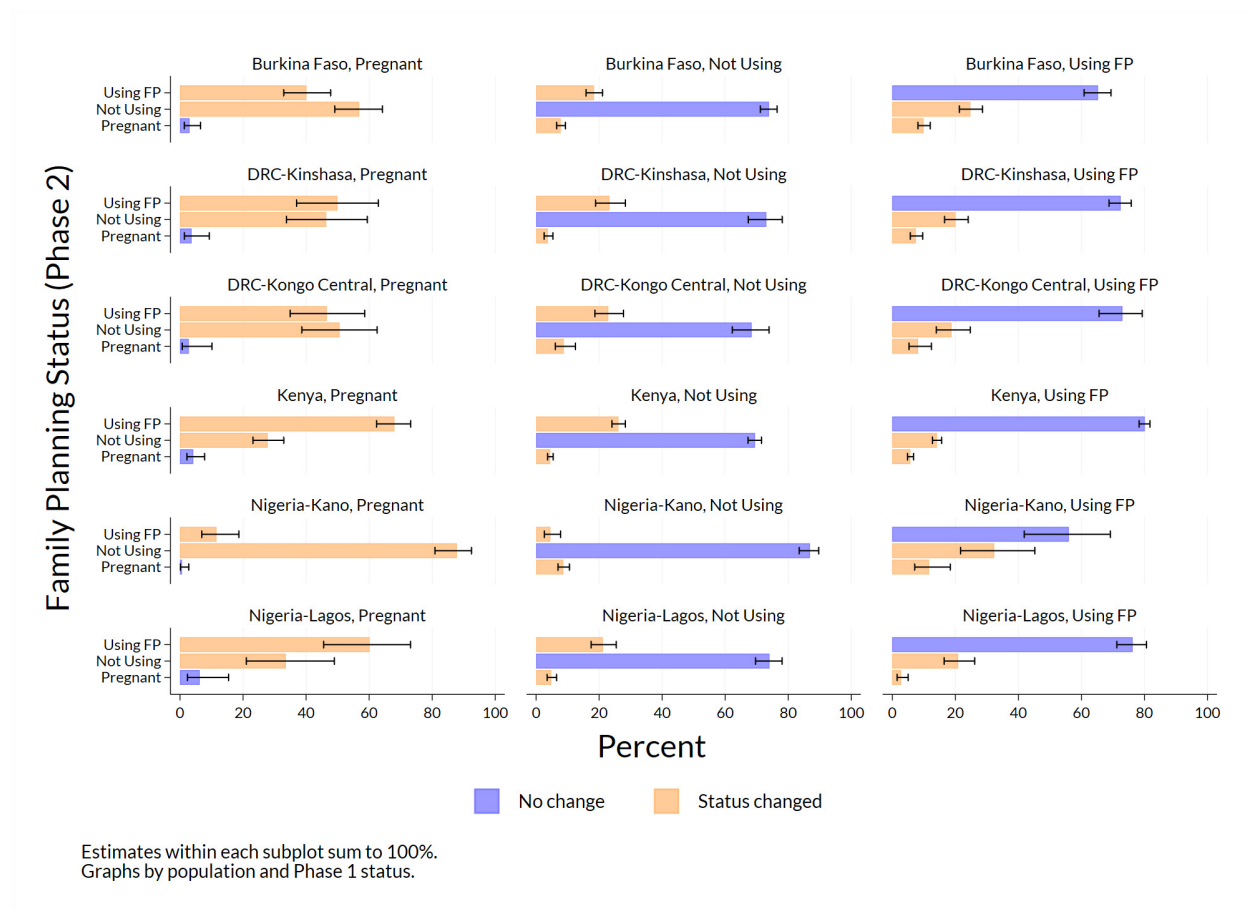 Family Planning Status (Phase 2)
Burkina Faso, Pregnant
Burkina Faso, Not Using
Burkina Faso, Using FP
Using FP
Not Using
Pregnant
DRC-Kinshasa, Pregnant
DRC-Kinshasa, Not Using
DRC-Kinshasa, Using FP
Using FP
Not Using
Pregnant
DRC-Kongo Central, Pregnant
DRC-Kongo Central, Not Using
DRC-Kongo Central, Using FP
Using FP
Not Using
Pregnant
Kenya, Pregnant
Kenya, Not Using
Kenya, Using FP
Using FP
Not Using
Pregnant
Nigeria-Kano, Pregnant
Nigeria-Kano, Not Using
Nigeria-Kano, Using FP
Using FP
Not Using
Pregnant
Nigeria-Lagos, Pregnant
Nigeria-Lagos, Not Using
Nigeria-Lagos, Using FP
Using FP
Not Using
Pregnant
0 20 40 60 80 100
0 20 40 60 80 100
0 20 40 60 80 100
Percent
No change
Status changed
Estimates within each subplot sum to 100%.
Graphs by population and Phase 1 status.